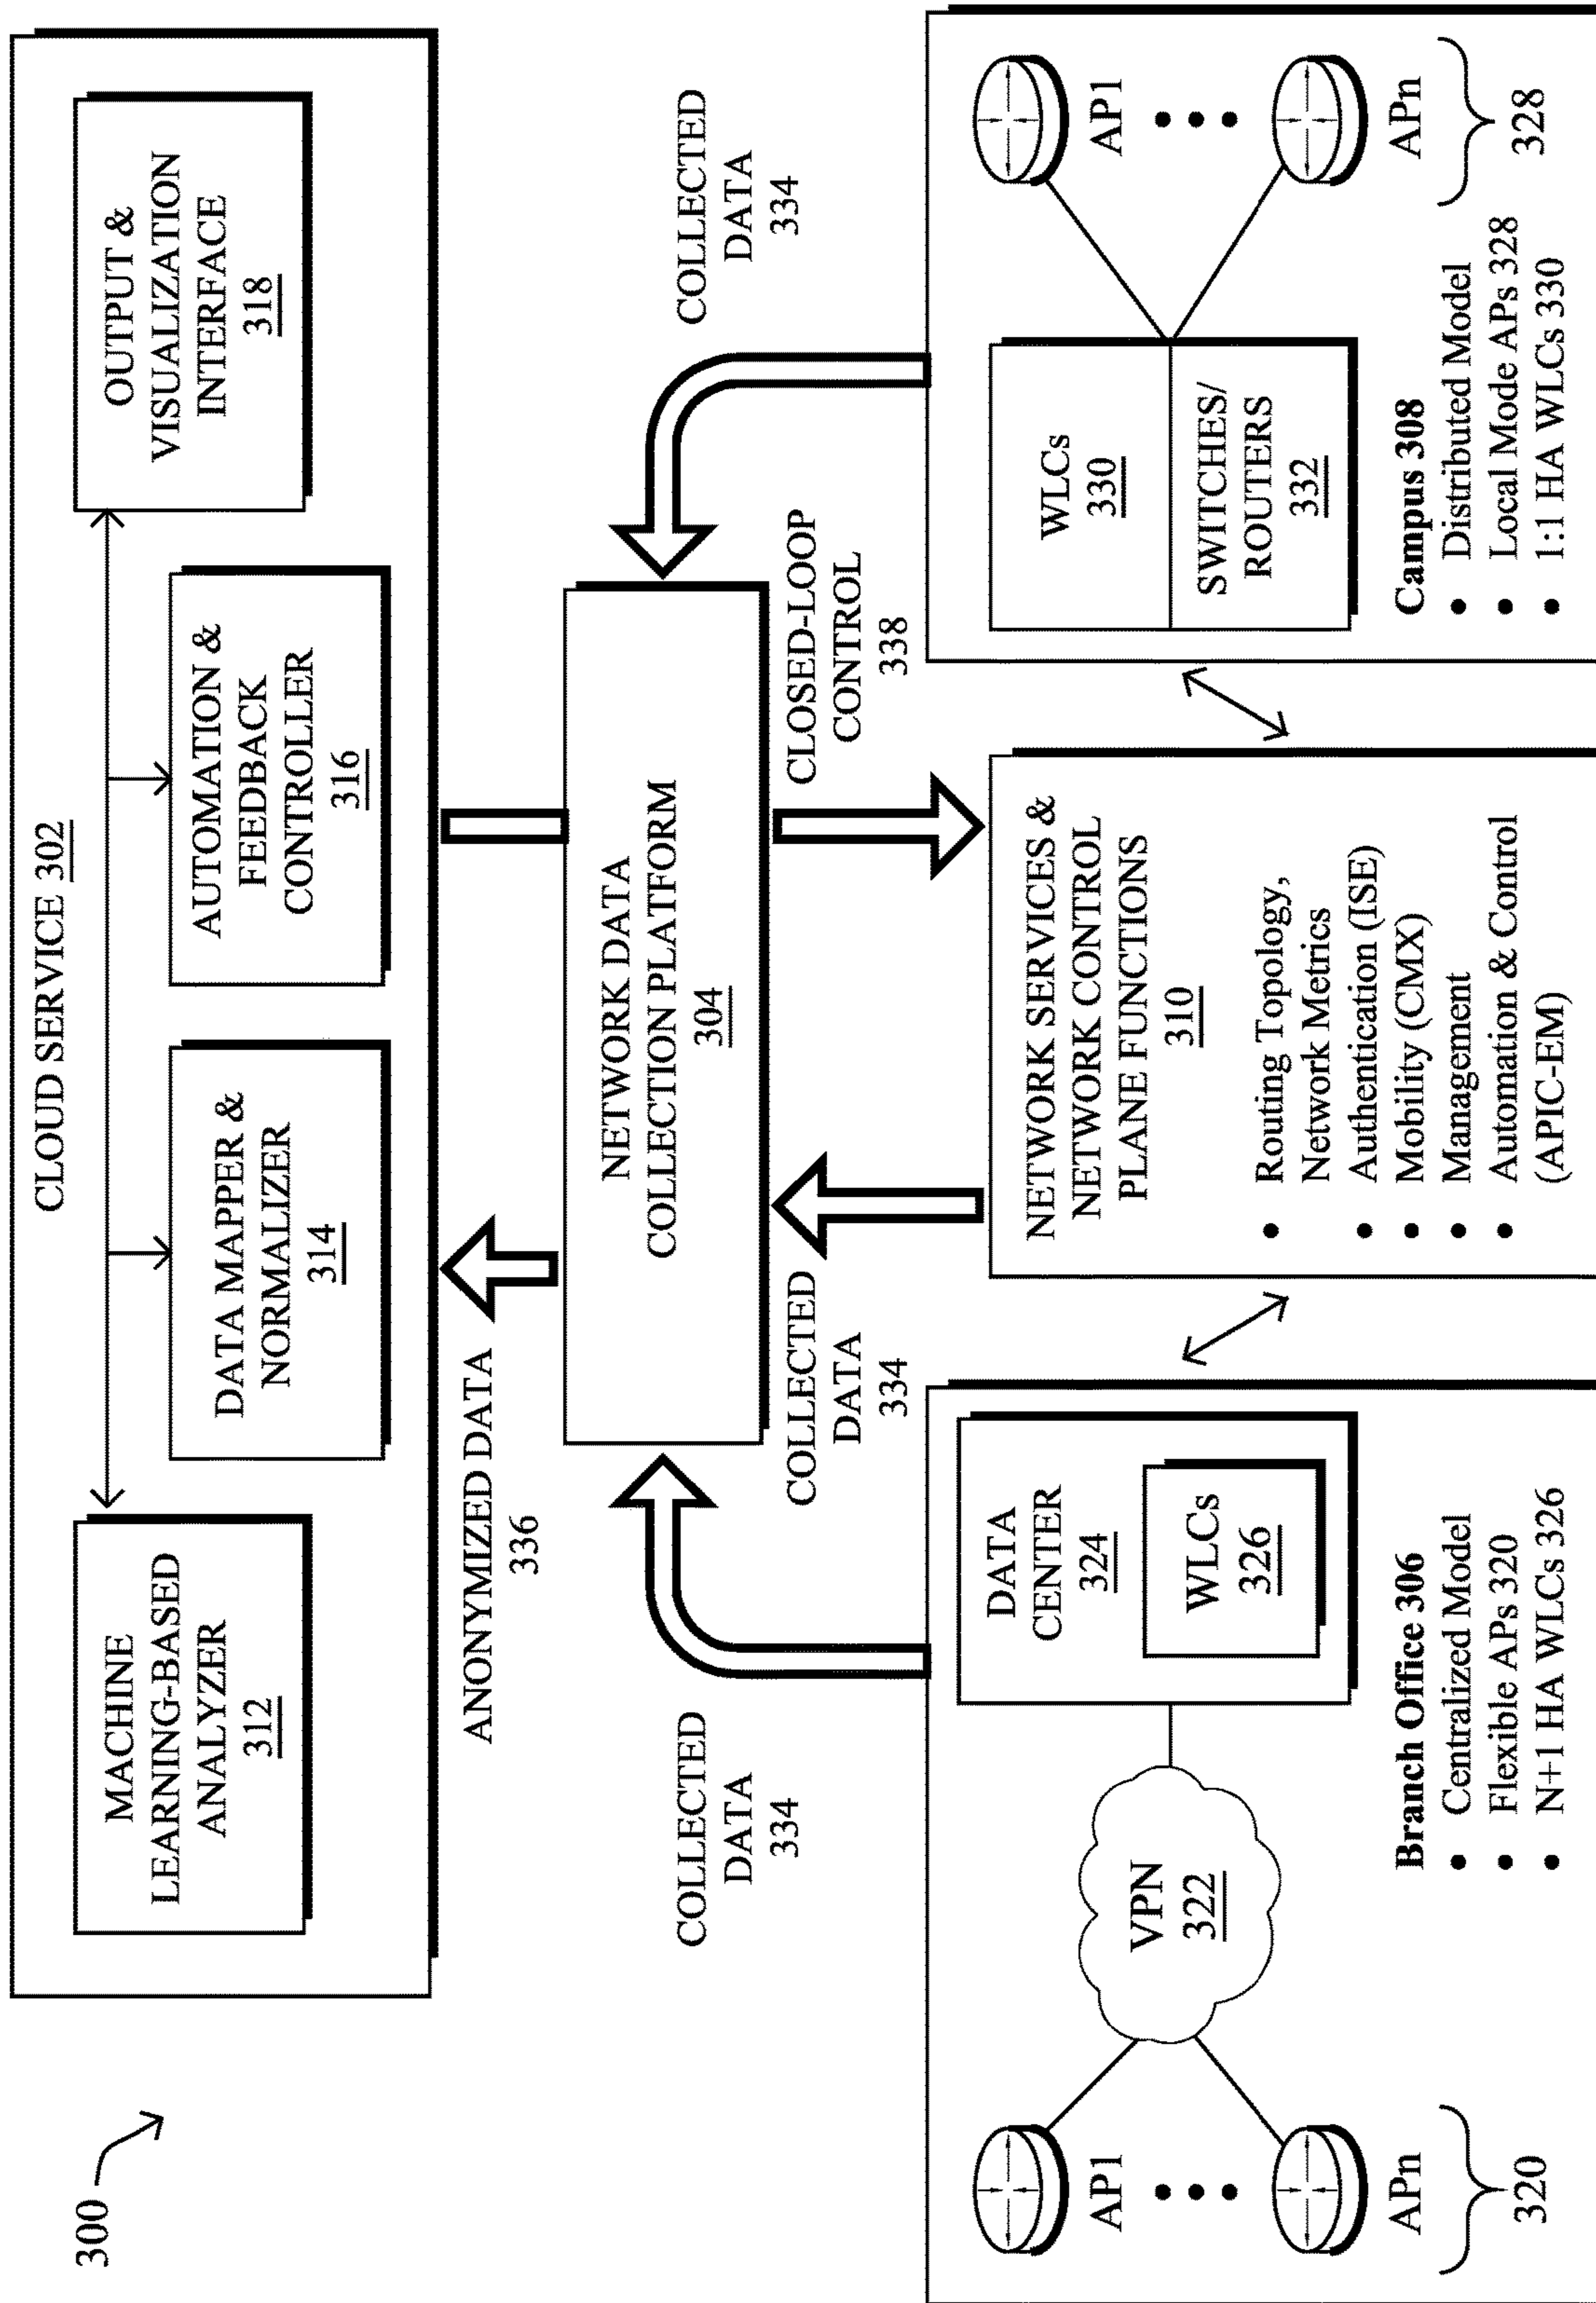 300
CLOUD SERVICE 302
MACHINE
LEARNING-BASED
ANALYZER
312
DATA MAPPER &
NORMALIZER
314
AUTOMATION &
FEEDBACK
CONTROLLER
316
OUTPUT &
VISUALIZATION
INTERFACE
318
ANONYMIZED DATA
336
COLLECTED
DATA
334
NETWORK DATA
COLLECTION PLATFORM
304
COLLECTED
DATA
334
COLLECTED
DATA
334
CLOSED-LOOP
CONTROL
338
AP1
APn
320
VPN
322
DATA
CENTER
324
WLCs
326
Branch Office 306
• Centralized Model
• Flexible APs 320
• N+1 HA WLCs 326
NETWORK SERVICES &
NETWORK CONTROL
PLANE FUNCTIONS
310
• Routing Topology,
Network Metrics
• Authentication (ISE)
• Mobility (CMX)
• Management
• Automation & Control
(APIC-EM)
WLCs
330
SWITCHES/
ROUTERS
332
AP1
APn
328
Campus 308
• Distributed Model
• Local Mode APs 328
• 1:1 HA WLCs 330